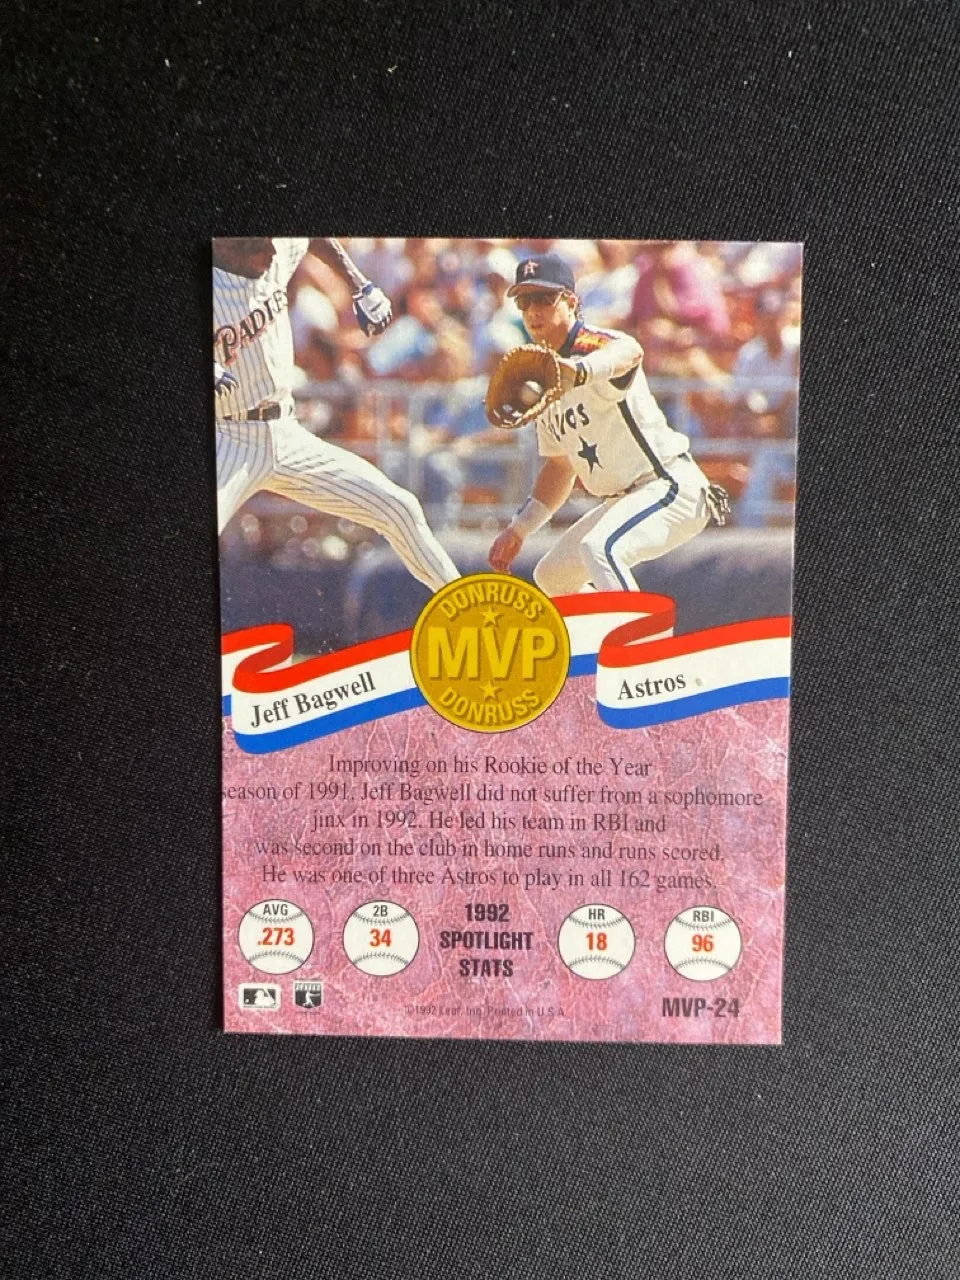 PADRE
DONRUSS
MVP
DONRUSS
Jeff Bagwell
Astros
Improving on his Rookie of the Year
season of 1991, Jeff Bagwell did not suffer from a sophomore
jinx in 1992. He led his team in RBI and
was second on the club in home runs and runs scored.
He was one of three Astros to play in all 162 games.
AVG
.273
2B
34
1992
SPOTLIGHT
STATS
HR
18
RBI
96
©1992 Leaf, Inc. Printed in U.S.A.
MVP-24